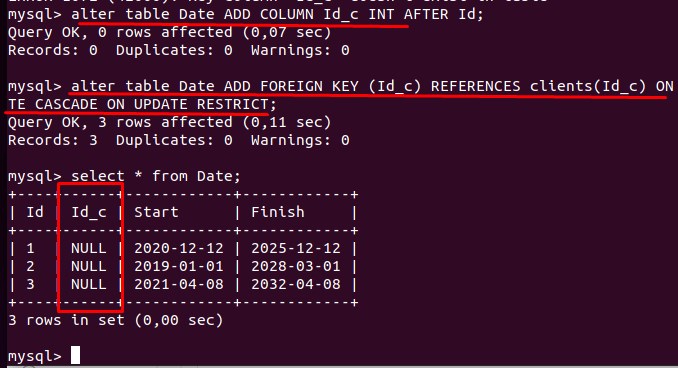 mysql> alter table Date ADD COLUMN Id_c INT AFTER Id;
Query OK, 0 rows affected (0,07 sec)
Records: 0  Duplicates: 0  Warnings: 0
mysql> alter table Date ADD FOREIGN KEY (Id_c) REFERENCES clients(Id_c) ON
TE CASCADE ON UPDATE RESTRICT;
Query OK, 3 rows affected (0,11 sec)
Records: 3  Duplicates: 0  Warnings: 0
mysql> select * from Date;
+----+------+------------+------------+
| Id | Id_c | Start      | Finish     |
+----+------+------------+------------+
| 1 | NULL | 2020-12-12 | 2025-12-12 |
| 2 | NULL | 2019-01-01 | 2028-03-01 |
| 3 | NULL | 2021-04-08 | 2032-04-08 |
+----+------+------------+------------+
3 rows in set (0,00 sec)
mysql>